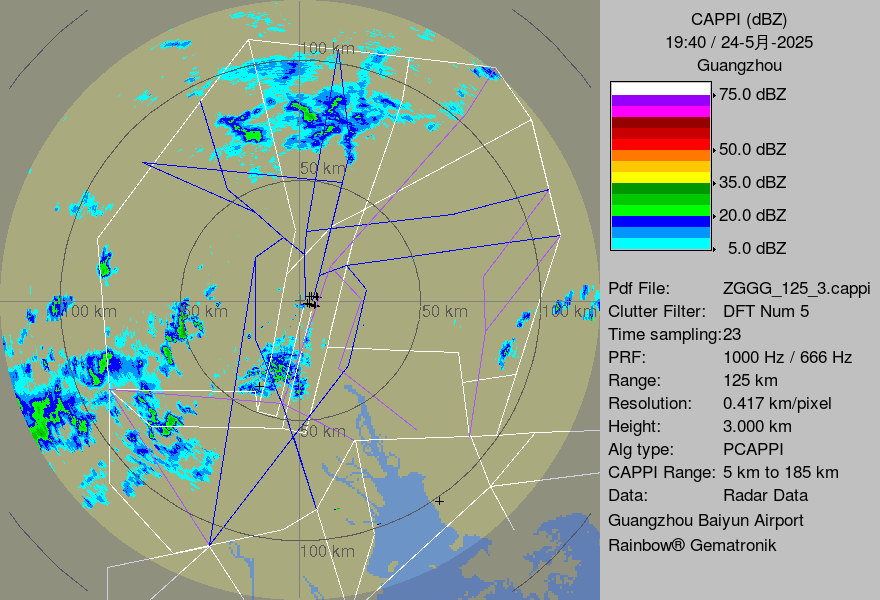 CAPPI (dBZ)
19:40 / 24-5月-2025
Guangzhou
75.0 dBZ
50.0 dBZ
35.0 dBZ
20.0 dBZ
5.0 dBZ
Pdf File: ZGGG_125_3.cappi
Clutter Filter: DFT Num 5
Time sampling:23
PRF: 1000 Hz / 666 Hz
Range: 125 km
Resolution: 0.417 km/pixel
Height: 3.000 km
Alg type: PCAPPI
CAPPI Range: 5 km to 185 km
Data: Radar Data
Guangzhou Baiyun Airport
Rainbow® Gematronik
100 km
50 km
100 km
50 km
50 km
100 km
50 km
100 km